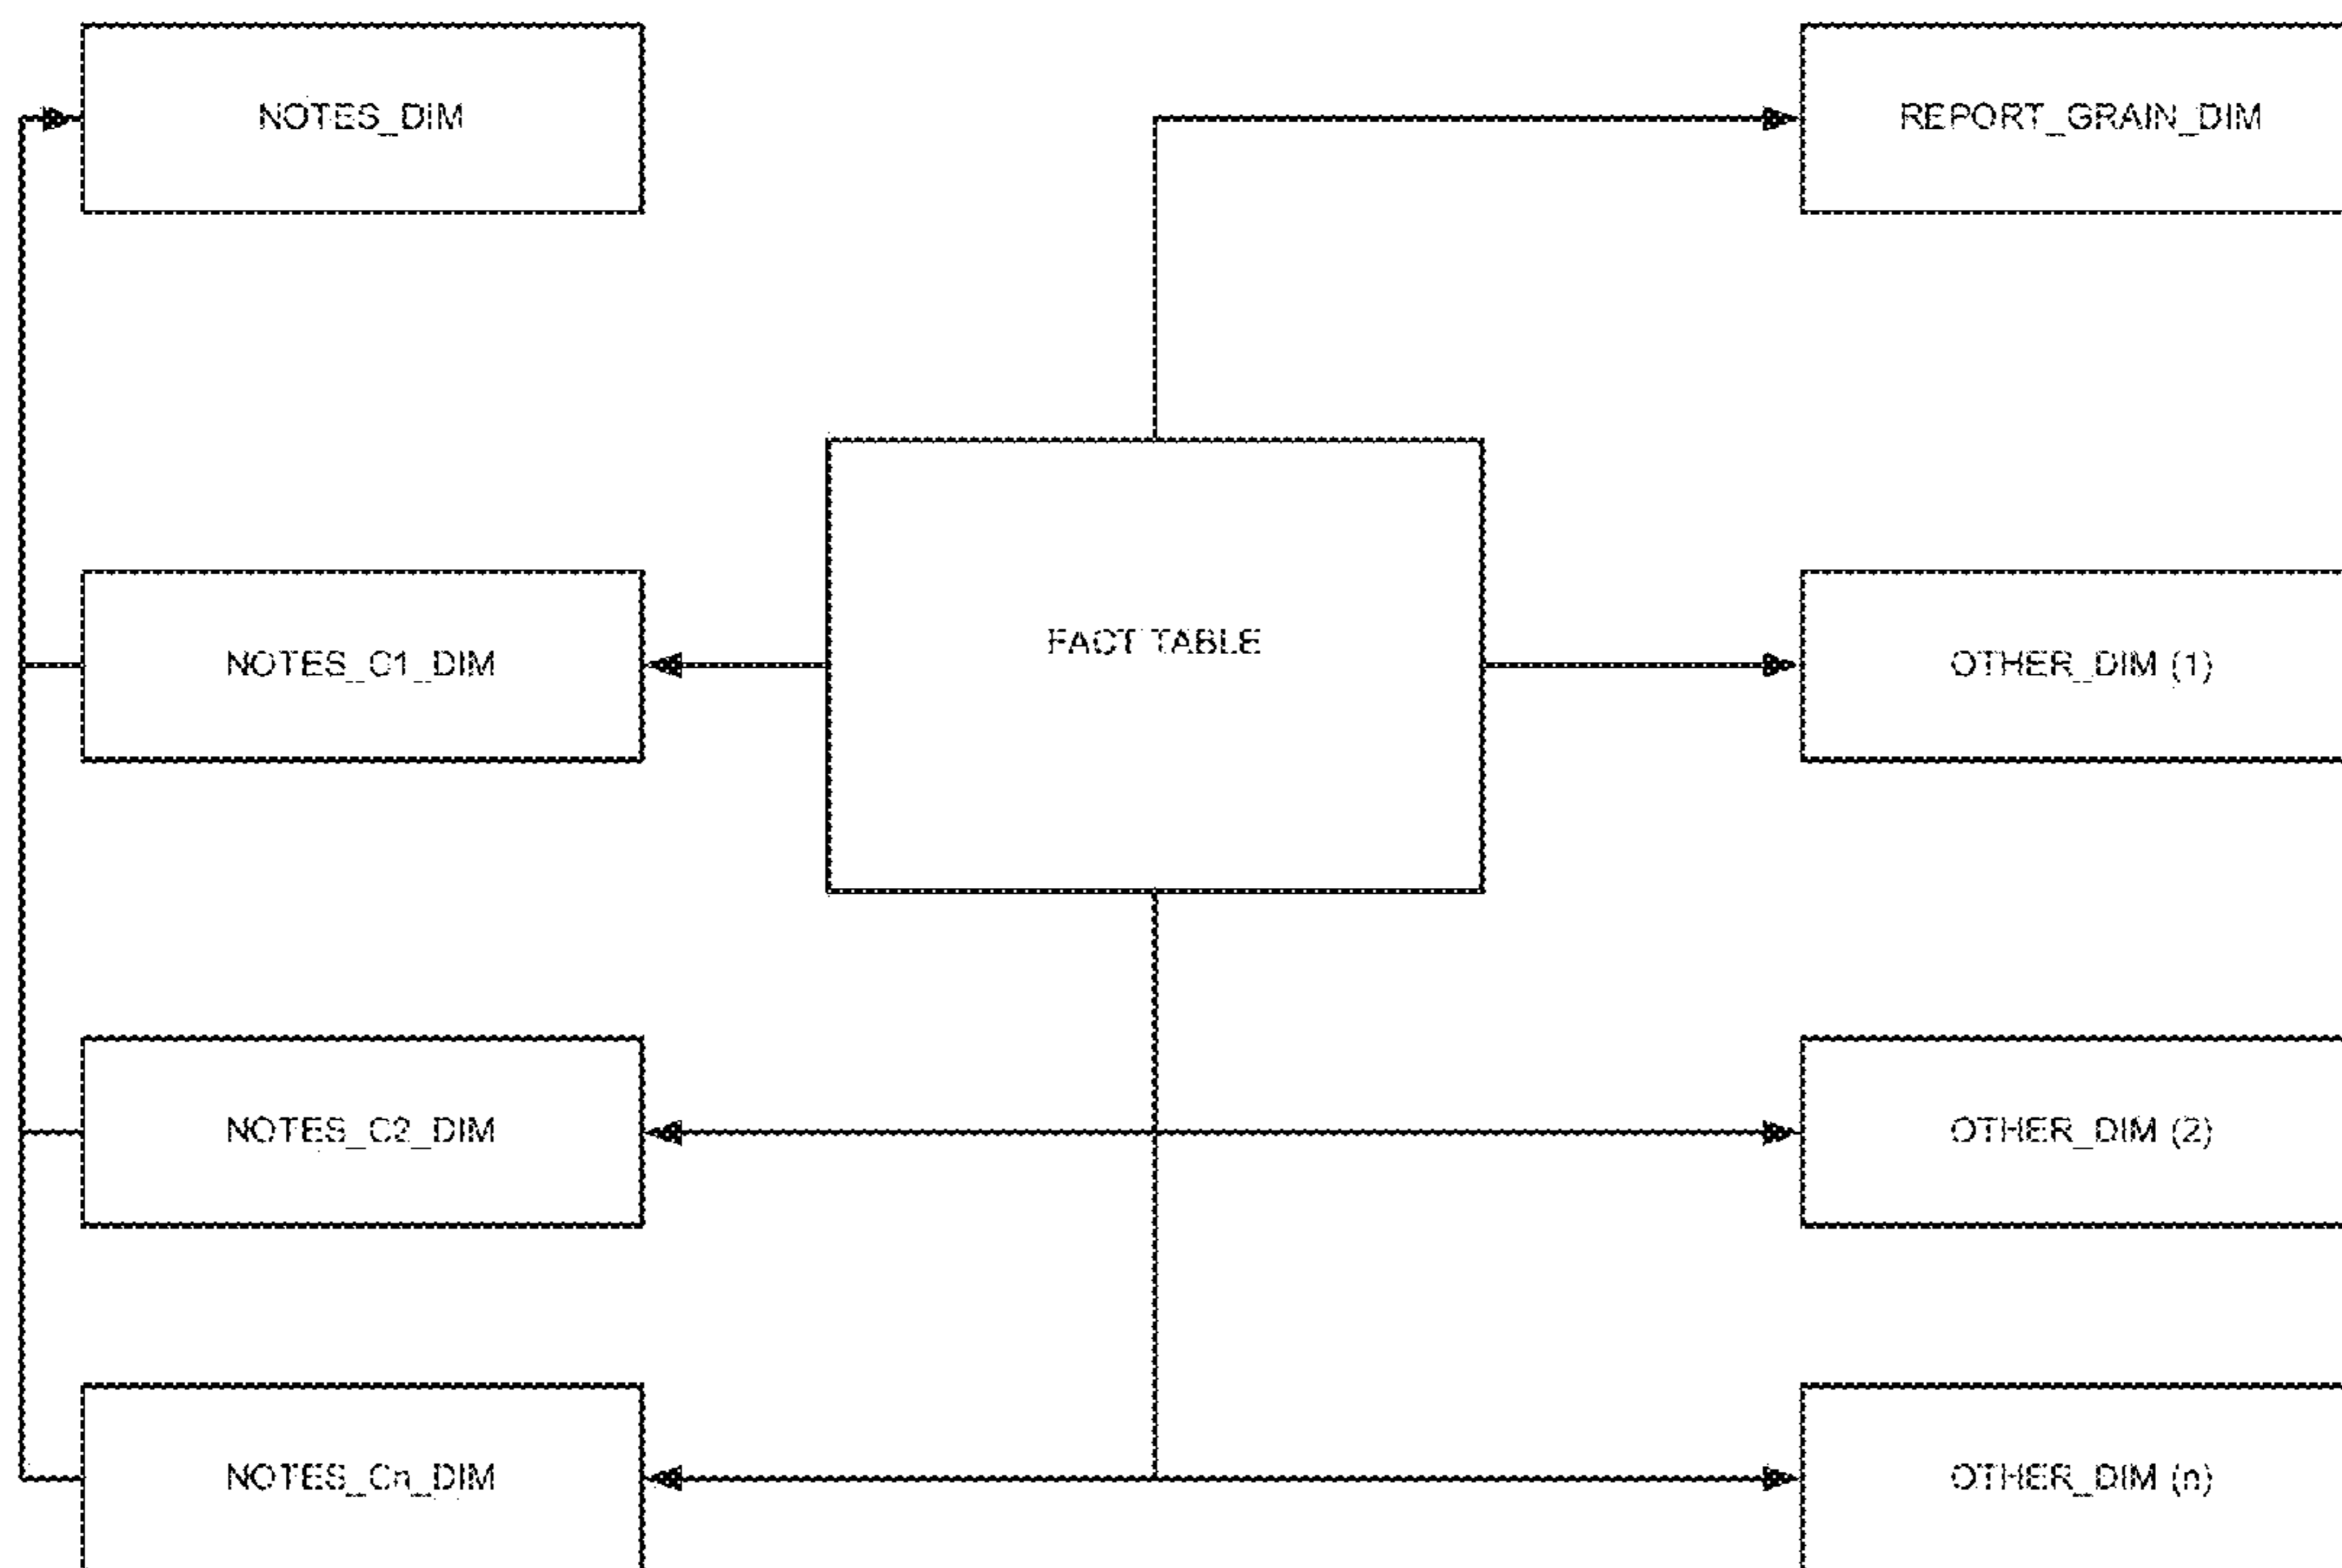 NOTES_DIM
REPORT_GRAIN_DIM
FACT TABLE
NOTES_C1_DIM
OTHER_DIM (1)
NOTES_C2_DIM
OTHER_DIM (2)
NOTES_Cn_DIM
OTHER_DIM (n)